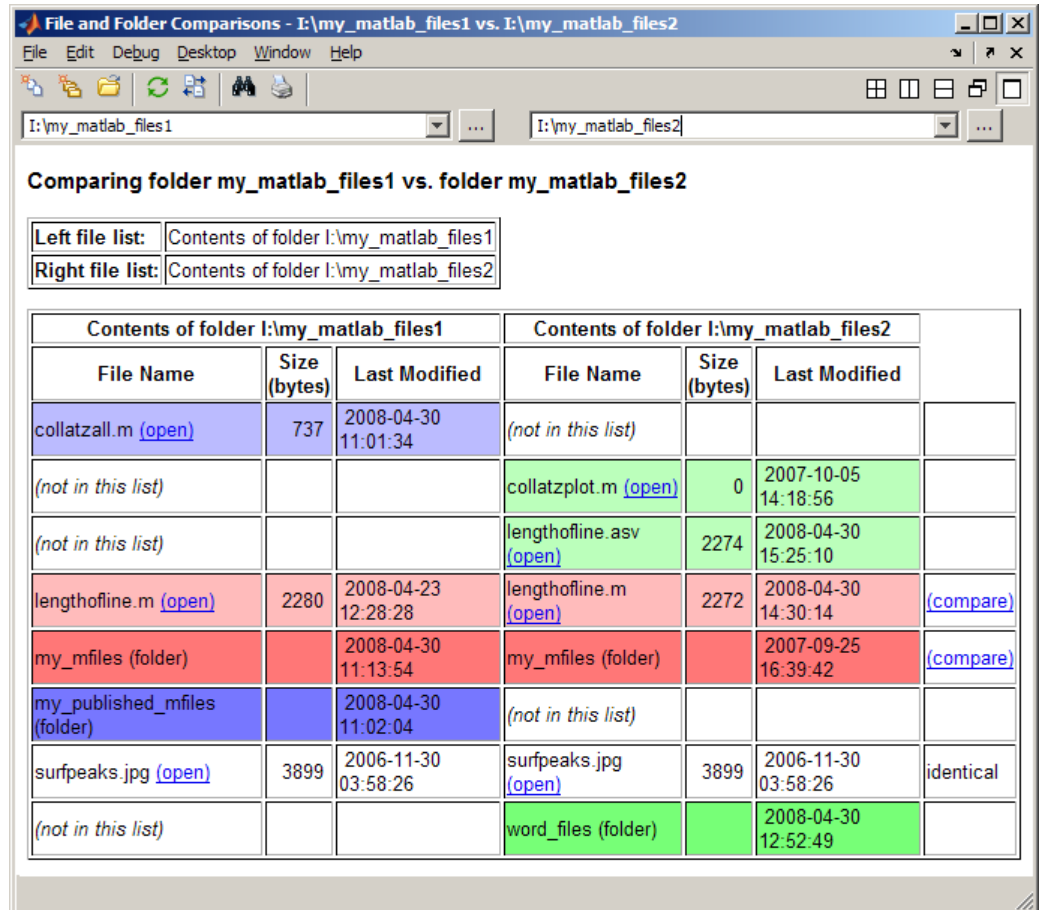 File and Folder Comparisons - I:\my_matlab_files1 vs. I:\my_matlab_files2
File Edit Debug Desktop Window Help
I:\my_matlab_files1 ... I:\my_matlab_files2 ...
Comparing folder my_matlab_files1 vs. folder my_matlab_files2
Left file list: Contents of folder I:\my_matlab_files1
Right file list: Contents of folder I:\my_matlab_files2
Contents of folder I:\my_matlab_files1 Contents of folder I:\my_matlab_files2
File Name Size (bytes) Last Modified File Name Size (bytes) Last Modified
collatzall.m (open) 737 2008-04-30 11:01:34 (not in this list)
(not in this list) collatzplot.m (open) 0 2007-10-05 14:18:56
(not in this list) lengthofline.asv (open) 2274 2008-04-30 15:25:10
lengthofline.m (open) 2280 2008-04-23 12:28:28 lengthofline.m (open) 2272 2008-04-30 14:30:14 (compare)
my_mfiles (folder) 2008-04-30 11:13:54 my_mfiles (folder) 2007-09-25 16:39:42 (compare)
my_published_mfiles (folder) 2008-04-30 11:02:04 (not in this list)
surfpeaks.jpg (open) 3899 2006-11-30 03:58:26 surfpeaks.jpg (open) 3899 2006-11-30 03:58:26 identical
(not in this list) word_files (folder) 2008-04-30 12:52:49